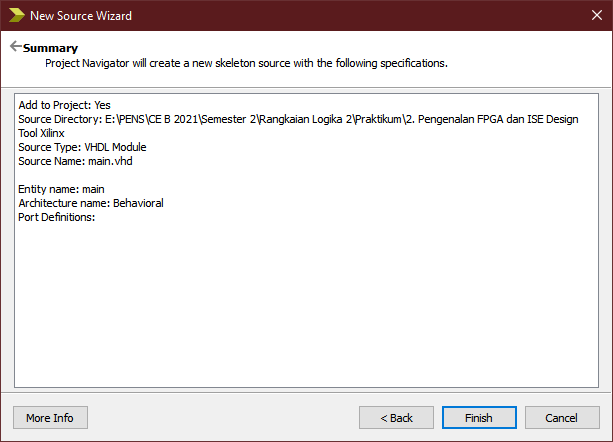 New Source Wizard
Summary
Project Navigator will create a new skeleton source with the following specifications.
Add to Project: Yes
Source Directory: E:\PENS\CE B 2021\Semester 2\Rangkaian Logika 2\Praktikum\2. Pengenalan FPGA dan ISE Design
Tool Xilinx
Source Type: VHDL Module
Source Name: main.vhd
Entity name: main
Architecture name: Behavioral
Port Definitions:
More Info
< Back
Finish
Cancel